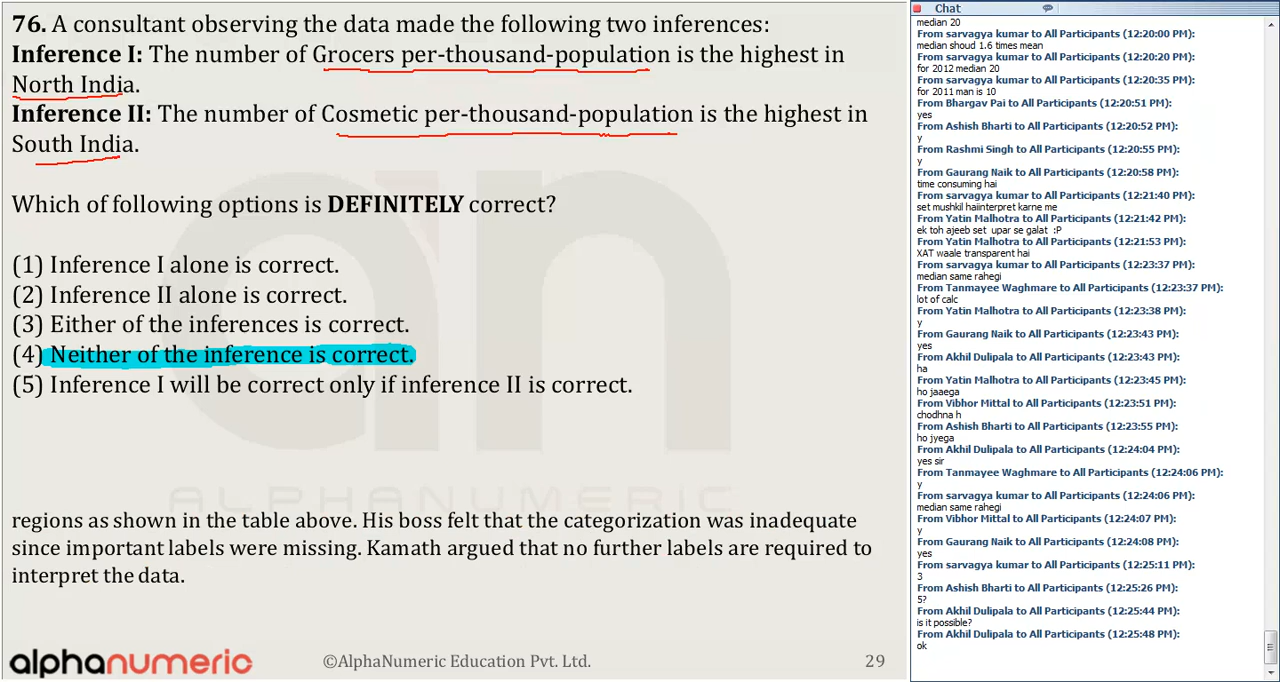 76. A consultant observing the data made the following two inferences:
Inference I: The number of Grocers per-thousand-population is the highest in
North India.
Inference II: The number of Cosmetic per-thousand-population is the highest in
South India.
Which of following options is DEFINITELY correct?
(1) Inference I alone is correct.
(2) Inference II alone is correct.
(3) Either of the inferences is correct.
(4) Neither of the inference is correct.
(5) Inference I will be correct only if inference II is correct.
ALPHANUMERIC
regions as shown in the table above. His boss felt that the categorization was inadequate
since important labels were missing. Kamath argued that no further labels are required to
interpret the data.
alphanumeric
©AlphaNumeric Education Pvt. Ltd.
29
Chat
median 20
From sarvagya kumar to All Participants (12:20:00 PM):
median shoud 1.6 times mean
From sarvagya kumar to All Participants (12:20:20 PM):
for 2012 median 20
From sarvagya kumar to All Participants (12:20:35 PM):
for 2011 man is 10
From Bhargav Pai to All Participants (12:20:51 PM):
yes
From Ashish Bharti to All Participants (12:20:52 PM):
y
From Rashmi Singh to All Participants (12:20:55 PM):
y
From Gaurang Naik to All Participants (12:20:58 PM):
time consuming hai
From sarvagya kumar to All Participants (12:21:40 PM):
set mushkil haiinterpret karne me
From Yatin Malhotra to All Participants (12:21:42 PM):
ek toh ajeeb set upar se galat :P
From Yatin Malhotra to All Participants (12:21:53 PM):
XAT waale transparent hai
From sarvagya kumar to All Participants (12:23:37 PM):
median same rahegi
From Tanmayee Waghmare to All Participants (12:23:37 PM):
lot of calc
From Yatin Malhotra to All Participants (12:23:38 PM):
y
From Gaurang Naik to All Participants (12:23:43 PM):
yes
From Akhil Dulipala to All Participants (12:23:43 PM):
ha
From Yatin Malhotra to All Participants (12:23:45 PM):
ho jaaega
From Vibhor Mittal to All Participants (12:23:51 PM):
chodhna h
From Ashish Bharti to All Participants (12:23:55 PM):
ho jyega
From Akhil Dulipala to All Participants (12:24:04 PM):
yes sir
From Tanmayee Waghmare to All Participants (12:24:06 PM):
y
From sarvagya kumar to All Participants (12:24:06 PM):
median same rahegi
From Vibhor Mittal to All Participants (12:24:07 PM):
y
From Gaurang Naik to All Participants (12:24:08 PM):
yes
From sarvagya kumar to All Participants (12:25:11 PM):
3
From Ashish Bharti to All Participants (12:25:26 PM):
5?
From Akhil Dulipala to All Participants (12:25:44 PM):
is it possible?
From Akhil Dulipala to All Participants (12:25:48 PM):
ok